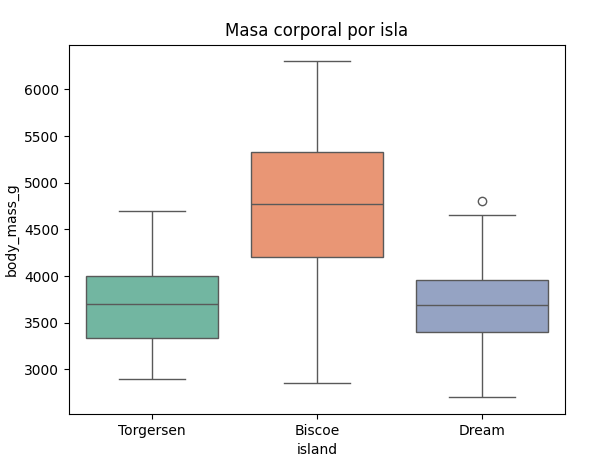 Masa corporal por isla
6000
5500
5000
4500
4000
3500
3000
body_mass_g
Torgersen Biscoe Dream
island